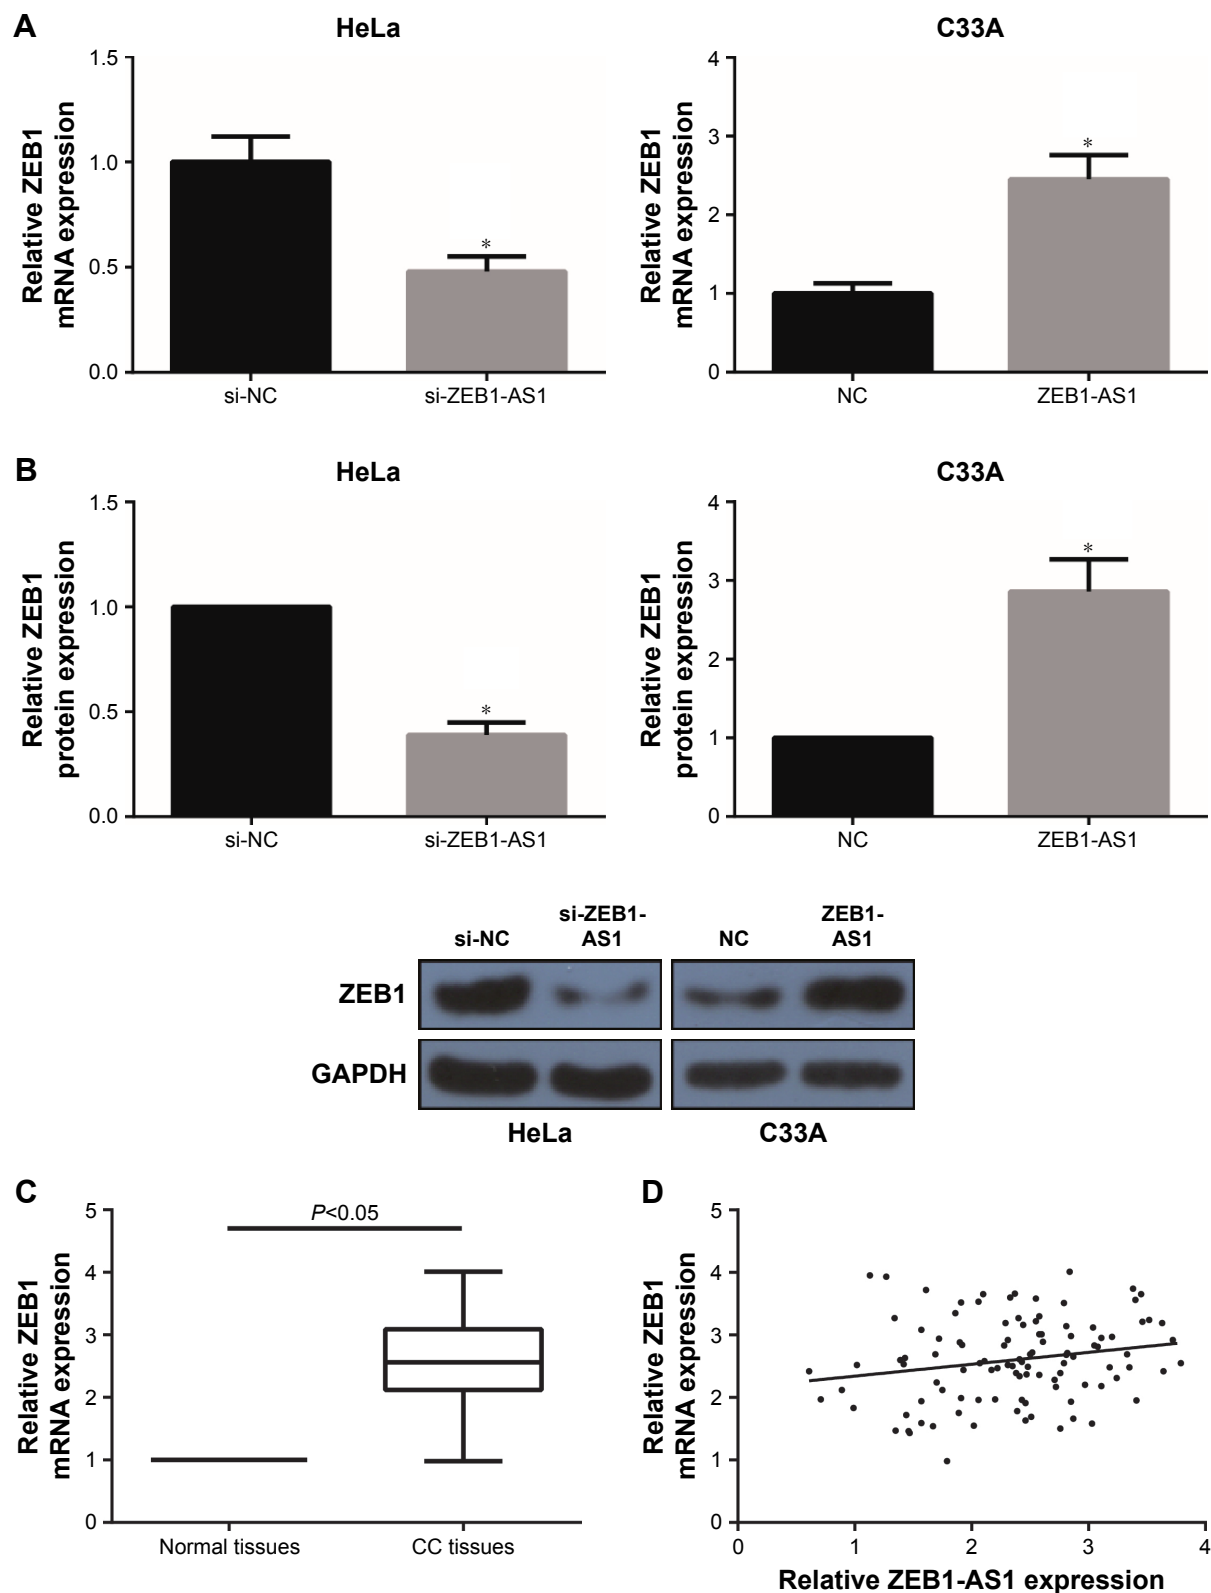 A
HeLa
C33A
Relative ZEB1
mRNA expression
1.5
1.0
0.5
0.0
si-NC
si-ZEB1-AS1
*
Relative ZEB1
mRNA expression
4
3
2
1
0
NC
ZEB1-AS1
*
B
HeLa
C33A
Relative ZEB1
protein expression
1.5
1.0
0.5
0.0
si-NC
si-ZEB1-AS1
*
Relative ZEB1
protein expression
4
3
2
1
0
NC
ZEB1-AS1
*
si-NC
si-ZEB1-
AS1
NC
ZEB1-
AS1
ZEB1
GAPDH
HeLa
C33A
C
Relative ZEB1
mRNA expression
5
4
3
2
1
0
P<0.05
Normal tissues
CC tissues
D
Relative ZEB1
mRNA expression
5
4
3
2
1
0
0
1
2
3
4
Relative ZEB1-AS1 expression